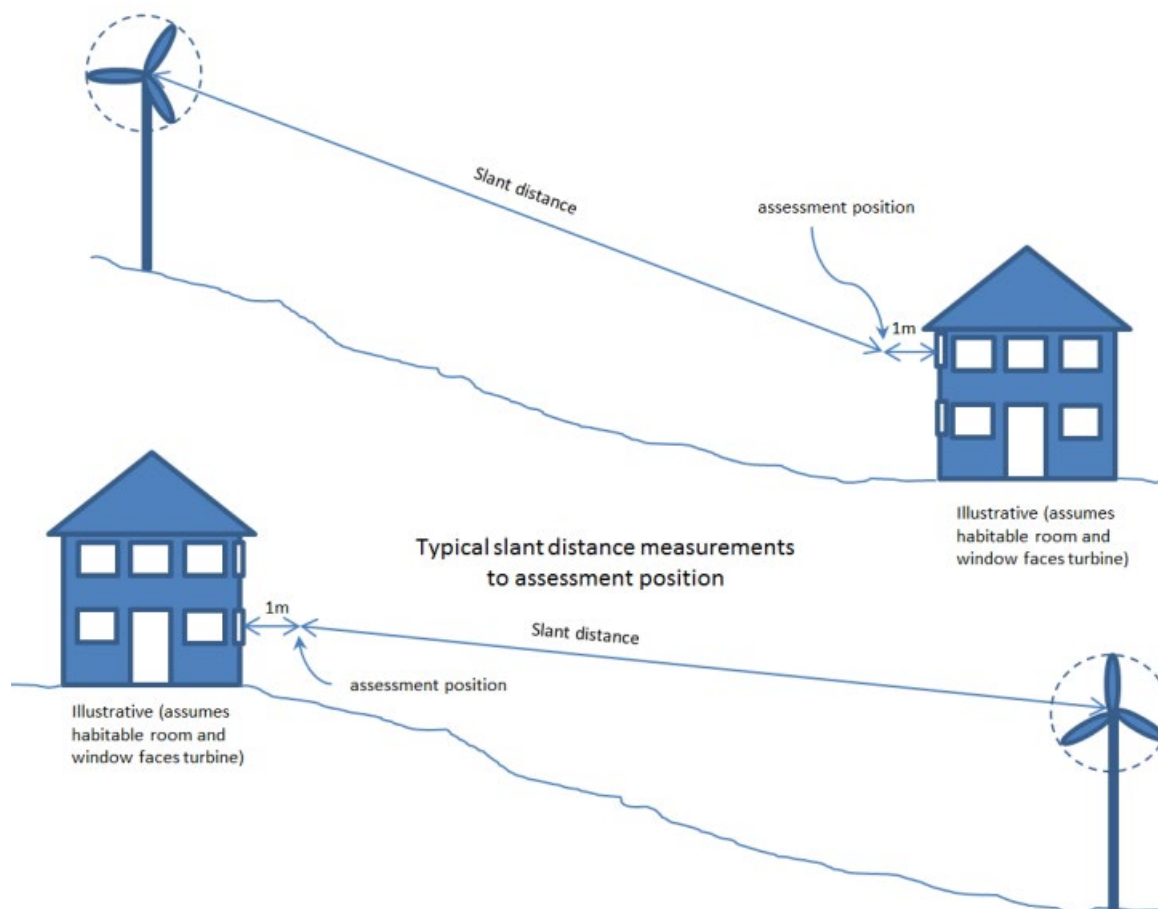 Slant distance
assessment position
1m
Illustrative (assumes
habitable room and
window faces turbine)
Typical slant distance measurements
to assessment position
1m
Slant distance
assessment position
Illustrative (assumes
habitable room and
window faces turbine)